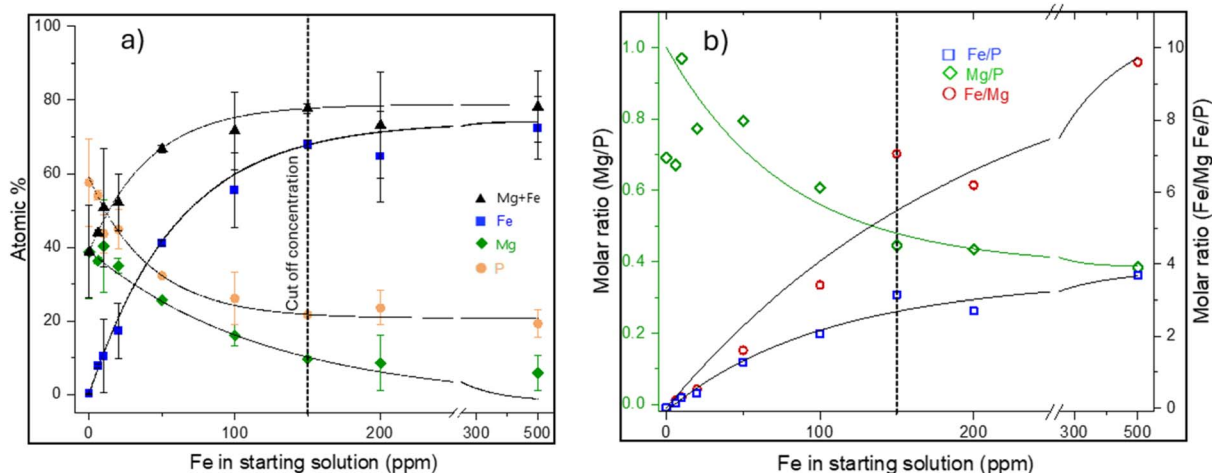 a)
100
80
60
40
20
0
Atomic %
Cut off concentration
Mg+Fe
Fe
Mg
P
0 100 200 300 500
Fe in starting solution (ppm)
b)
1.0
0.8
0.6
0.4
0.2
0.0
Molar ratio (Mg/P)
Fe/P
Mg/P
Fe/Mg
10
8
6
4
2
0
Molar ratio (Fe/Mg Fe/P)
0 100 200 300 500
Fe in starting solution (ppm)